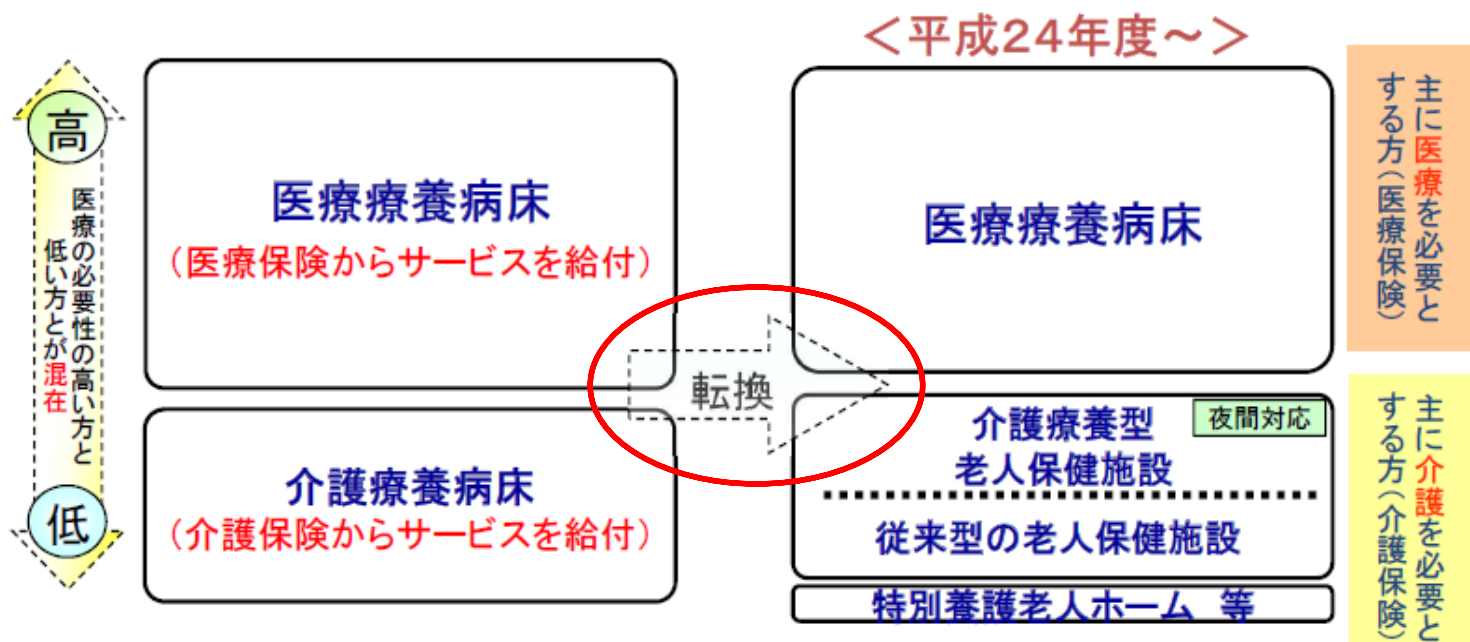 ＜平成24年度～＞
高
医療の必要性の高い方と
低い方とが混在
低
医療療養病床
（医療保険からサービスを給付）
介護療養病床
（介護保険からサービスを給付）
転換
医療療養病床
介護療養型
老人保健施設
夜間対応
従来型の老人保健施設
特別養護老人ホーム 等
主に医療を必要と
する方（医療保険）
主に介護を必要と
する方（介護保険）